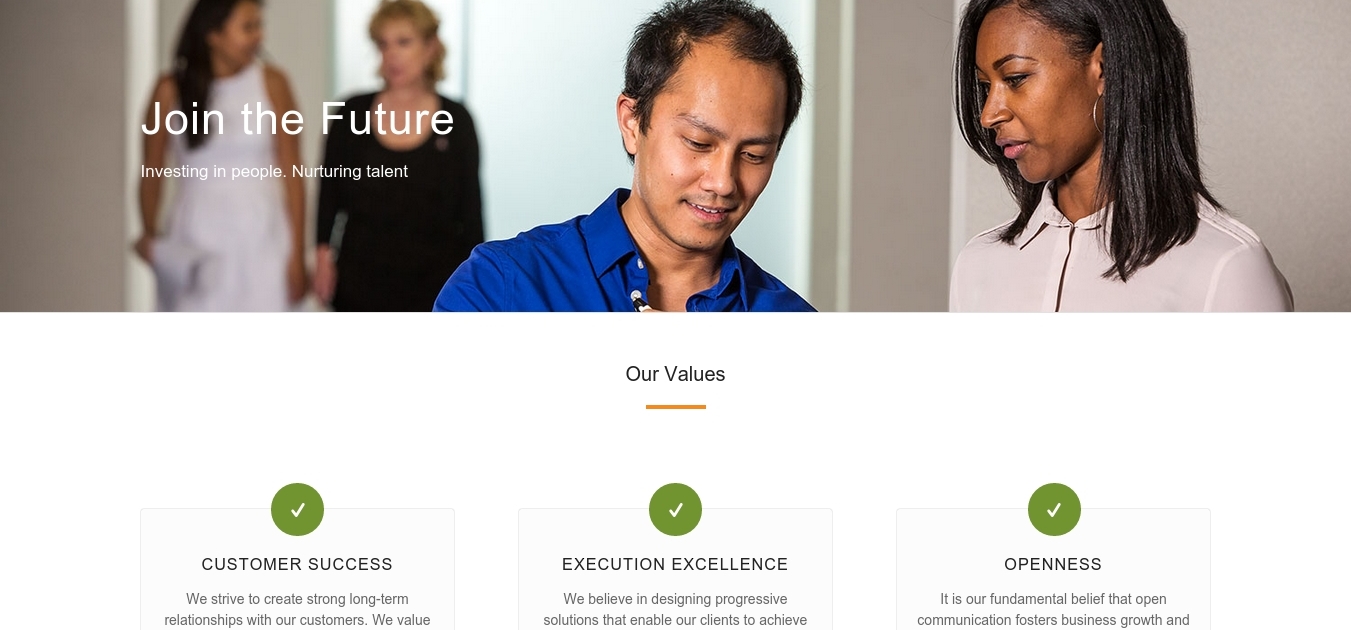 Join the Future
Investing in people. Nurturing talent
Our Values
CUSTOMER SUCCESS
We strive to create strong long-term
relationships with our customers. We value
EXECUTION EXCELLENCE
We believe in designing progressive
solutions that enable our clients to achieve
OPENNESS
It is our fundamental belief that open
communication fosters business growth and